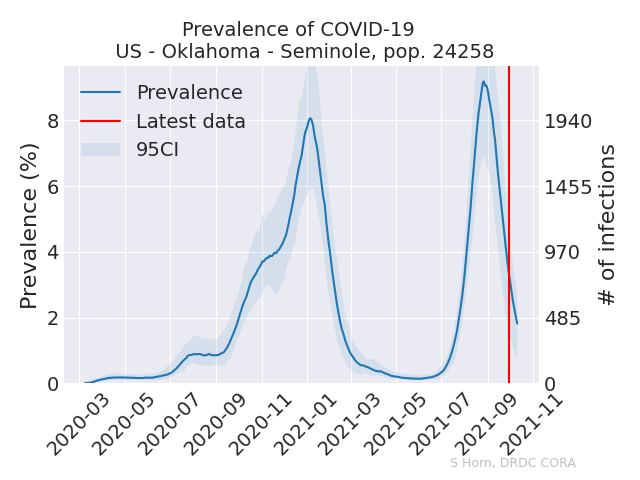 Prevalence of COVID-19
US - Oklahoma - Seminole, pop. 24258
Prevalence
Latest data
95CI
Prevalence (%)
8
6
4
2
0
# of infections
1940
1455
970
485
0
2020-03
2020-05
2020-07
2020-09
2020-11
2021-01
2021-03
2021-05
2021-07
2021-09
2021-11
S Horn, DRDC CORA